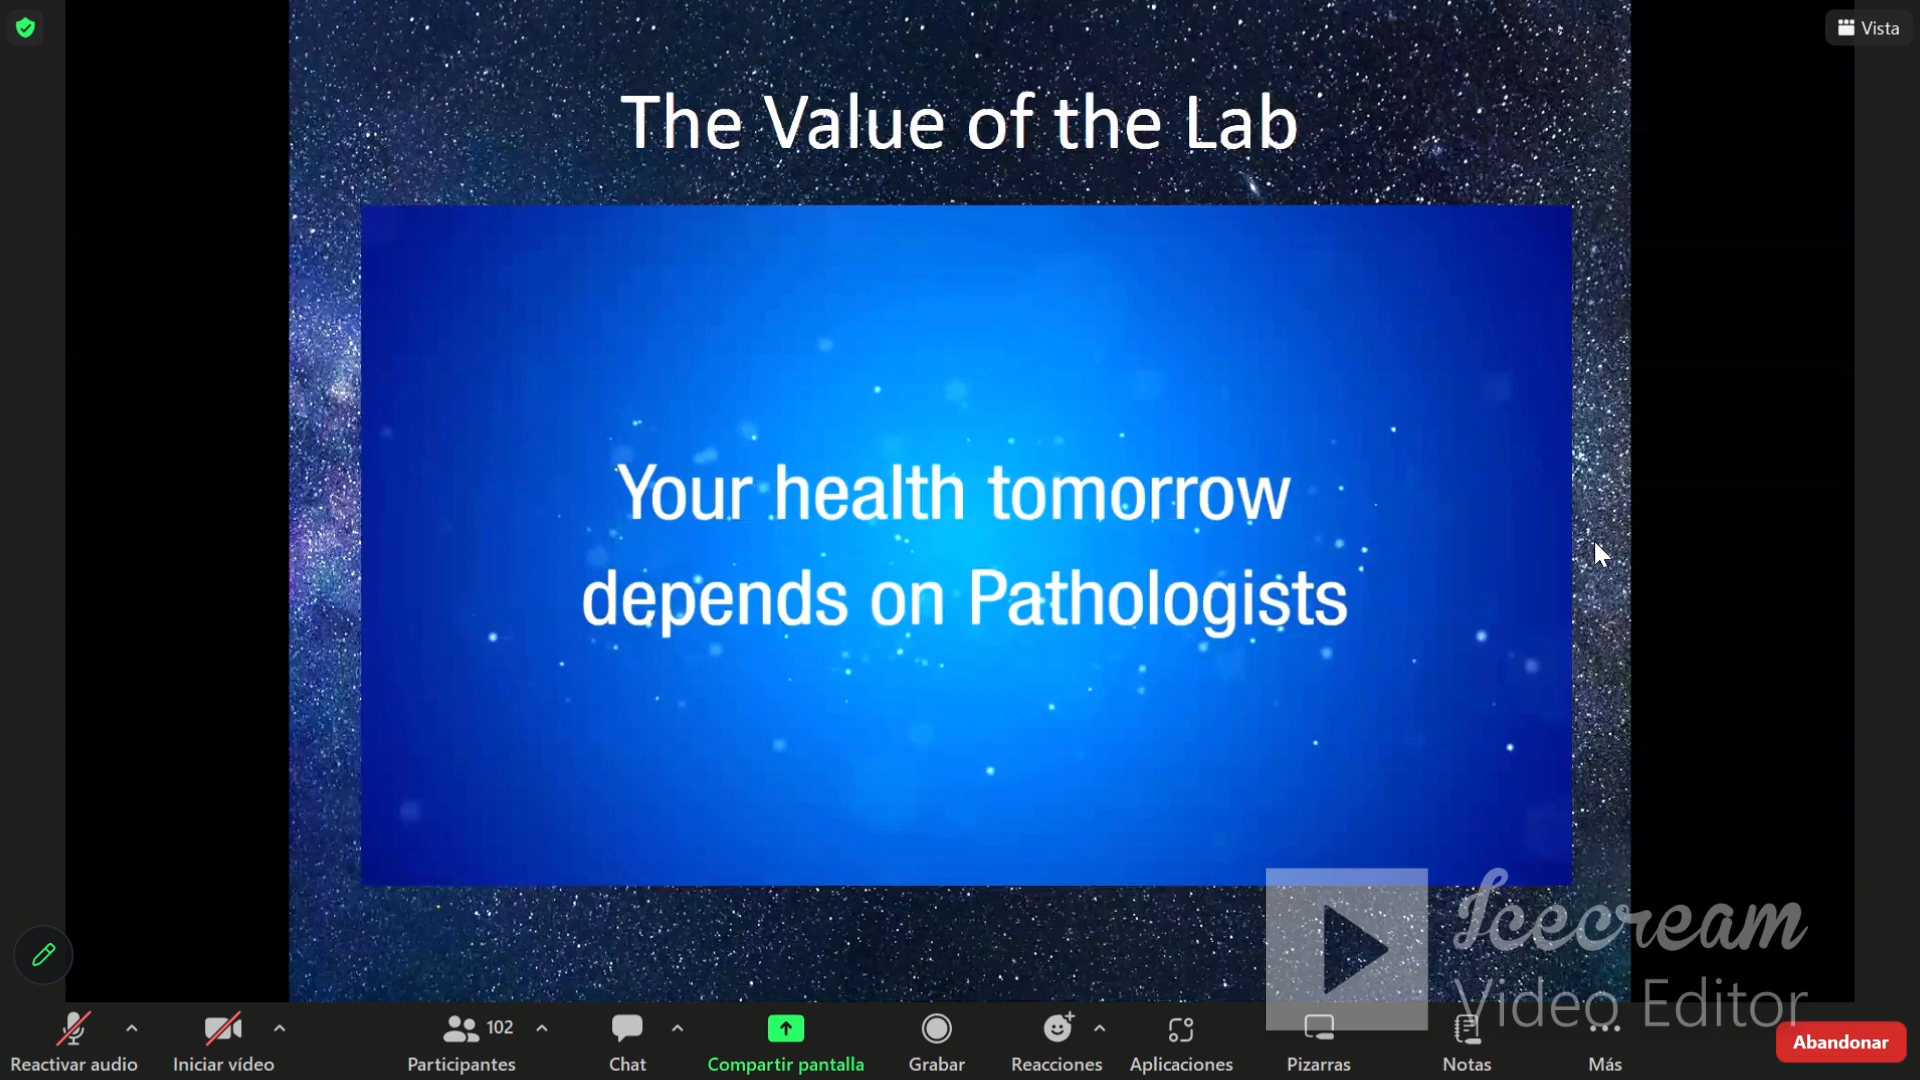 Vista
The Value of the Lab
Your health tomorrow
depends on Pathologists
Icecream
Video Editor
102
Reactivar audio
Iniciar vídeo
Participantes
Chat
Compartir pantalla
Grabar
Reacciones
Aplicaciones
Pizarras
Notas
Más
Abandonar